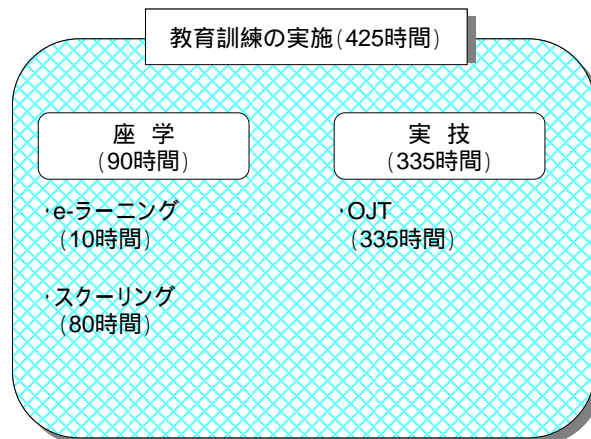 教育訓練の実施(425時間)
座 学
(90時間)
・e-ラーニング
(10時間)
・スクーリング
(80時間)
実 技
(335時間)
・OJT
(335時間)